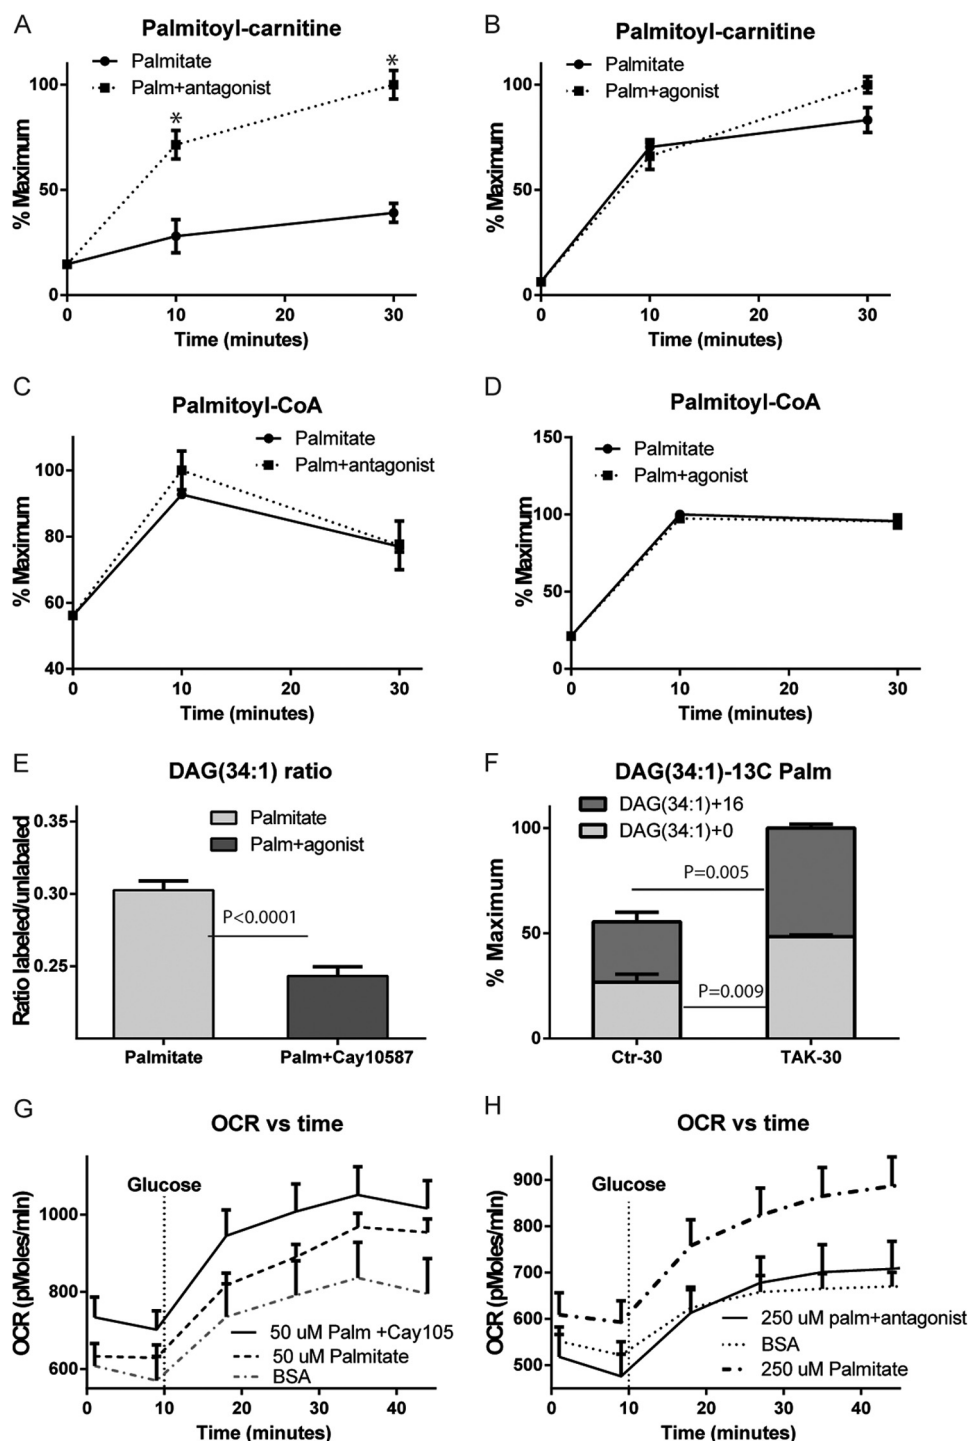 A
Palmitoyl-carnitine
Palmitate
Palm+antagonist
*
*
% Maximum
100
50
0
0 10 20 30
Time (minutes)
B
Palmitoyl-carnitine
Palmitate
Palm+agonist
% Maximum
100
50
0
0 10 20 30
Time (minutes)
C
Palmitoyl-CoA
Palmitate
Palm+antagonist
% Maximum
100
80
60
40
0 10 20 30
Time (minutes)
D
Palmitoyl-CoA
Palmitate
Palm+agonist
% Maximum
150
100
50
0
0 10 20 30
Time (minutes)
E
DAG(34:1) ratio
Palmitate
Palm+agonist
Ratio labeled/unlabaled
0.35
0.30
0.25
P<0.0001
Palmitate Palm+Cay10587
F
DAG(34:1)-13C Palm
DAG(34:1)+16
DAG(34:1)+0
% Maximum
100
50
0
P=0.005
P=0.009
Ctr-30 TAK-30
G
OCR vs time
Glucose
OCR (pMoles/min)
1000
800
600
50 uM Palm +Cay105
50 uM Palmitate
BSA
0 10 20 30 40
Time (minutes)
H
OCR vs time
Glucose
OCR (pMoles/min)
900
800
700
600
500
250 uM palm+antagonist
BSA
250 uM Palmitate
0 10 20 30 40
Time (minutes)